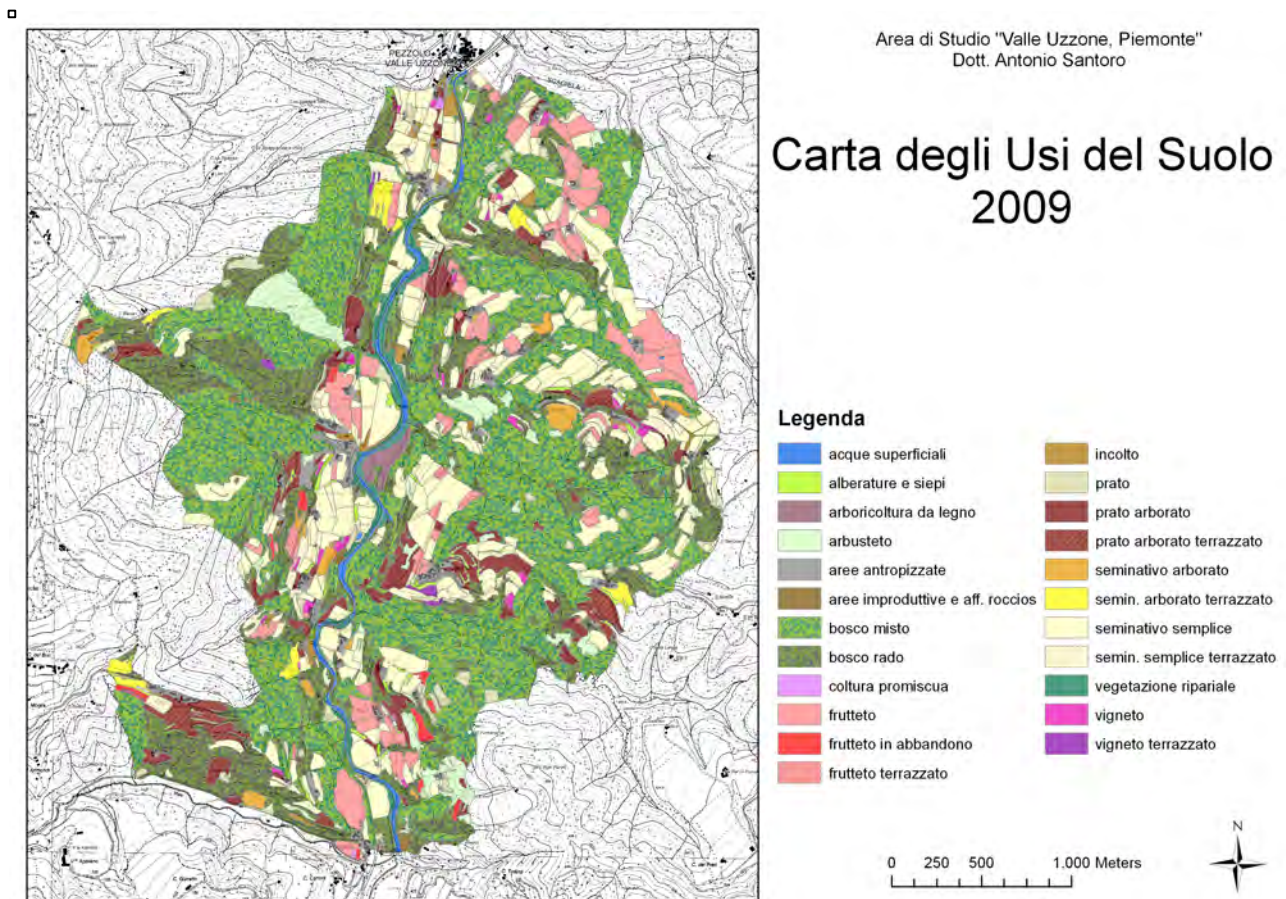 Area di Studio "Valle Uzzone, Piemonte"
Dott. Antonio Santoro
Carta degli Usi del Suolo
2009
PEZZOLO
VALLE UZZONE
Legenda
acque superficiali
alberature e siepi
arboricoltura da legno
arbusteto
aree antropizzate
aree improduttive e aff. roccios
bosco misto
bosco rado
coltura promiscua
frutteto
frutteto in abbandono
frutteto terrazzato
incolto
prato
prato arborato
prato arborato terrazzato
seminativo arborato
semin. arborato terrazzato
seminativo semplice
semin. semplice terrazzato
vegetazione ripariale
vigneto
vigneto terrazzato
N
0 250 500 1.000 Meters